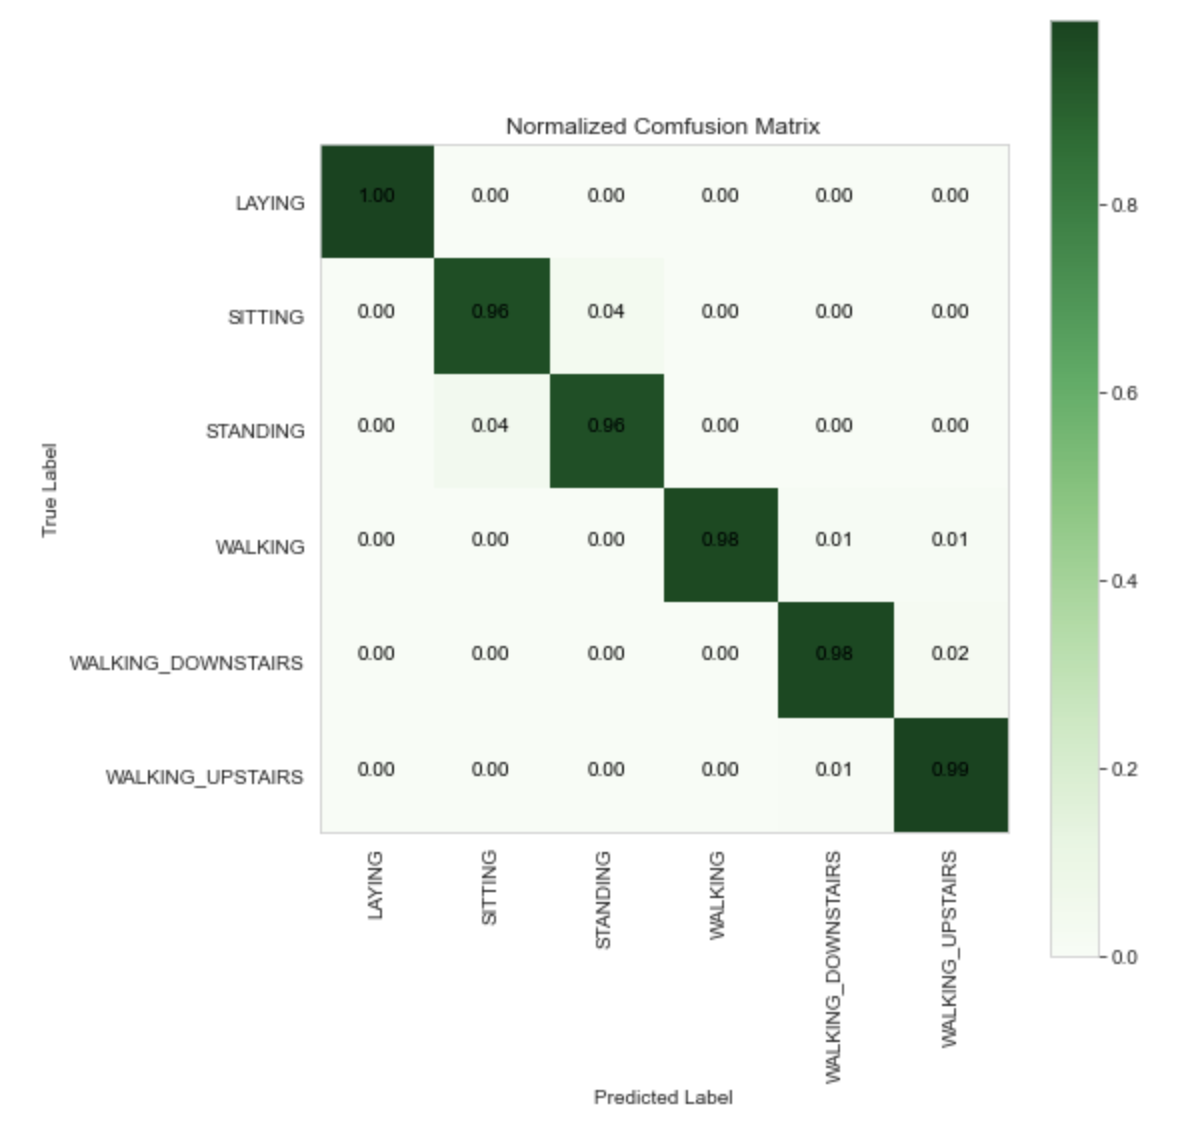 Normalized Comfusion Matrix
True Label
LAYING 1.00 0.00 0.00 0.00 0.00 0.00
SITTING 0.00 0.96 0.04 0.00 0.00 0.00
STANDING 0.00 0.04 0.96 0.00 0.00 0.00
WALKING 0.00 0.00 0.00 0.98 0.01 0.01
WALKING_DOWNSTAIRS 0.00 0.00 0.00 0.00 0.98 0.02
WALKING_UPSTAIRS 0.00 0.00 0.00 0.00 0.01 0.99
LAYING
SITTING
STANDING
WALKING
WALKING_DOWNSTAIRS
WALKING_UPSTAIRS
Predicted Label
0.8
0.6
0.4
0.2
0.0